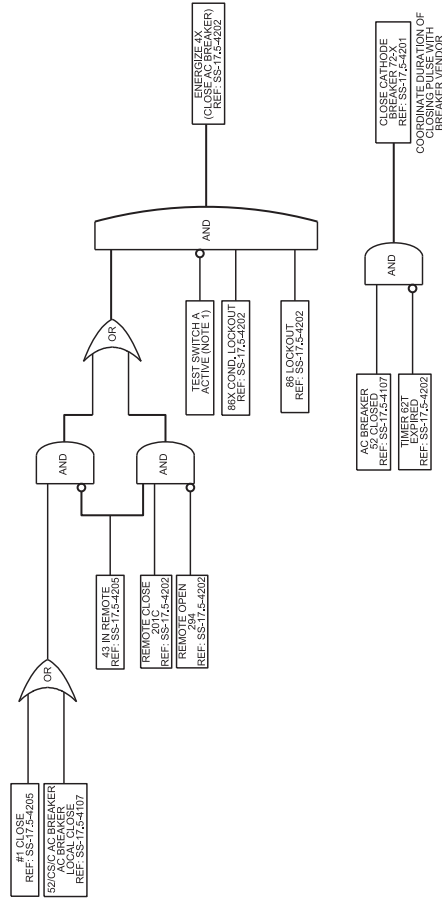 #1 CLOSE
REF: SS-17.5-4205
52/CS/C AC BREAKER
AC BREAKER
LOCAL CLOSE
REF: SS-17.5-4107
OR
43 IN REMOTE
REF: SS-17.5-4205
REMOTE CLOSE
201C
REF: SS-17.5-4202
REMOTE OPEN
294
REF: SS-17.5-4202
AND
AND
OR
TEST SWITCH A
ACTIVE (NOTE 1)
86X COND. LOCKOUT
REF: SS-17.5-4202
86 LOCKOUT
REF: SS-17.5-4202
AND
ENERGIZE 4X
(CLOSE AC BREAKER)
REF: SS-17.5-4202
AC BREAKER
52 CLOSED
REF: SS-17.5-4107
TIMER 62T
EXPIRED
REF: SS-17.5-4202
AND
CLOSE CATHODE
BREAKER 72-X
REF: SS-17.5-4201
COORDINATE DURATION OF
CLOSING PULSE WITH
BREAKER VENDOR